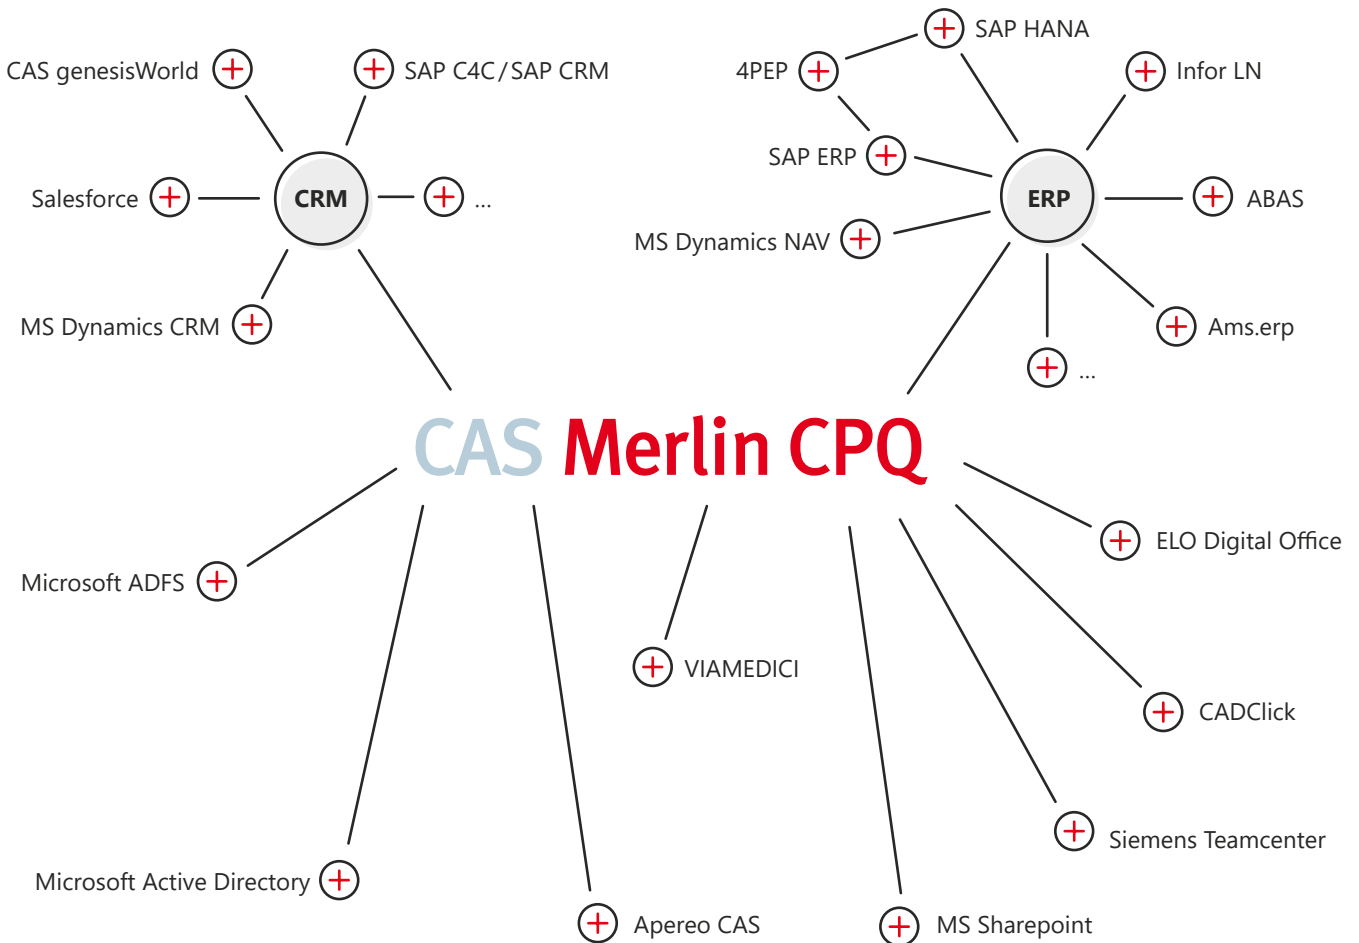 SAP HANA
CAS genesisWorld
SAP C4C/SAP CRM
4PEP
Infor LN
SAP ERP
Salesforce
CRM
...
ERP
ABAS
MS Dynamics NAV
MS Dynamics CRM
Ams.erp
...
CAS Merlin CPQ
ELO Digital Office
Microsoft ADFS
VIAMEDICI
CADClick
Siemens Teamcenter
Microsoft Active Directory
Apereo CAS
MS Sharepoint